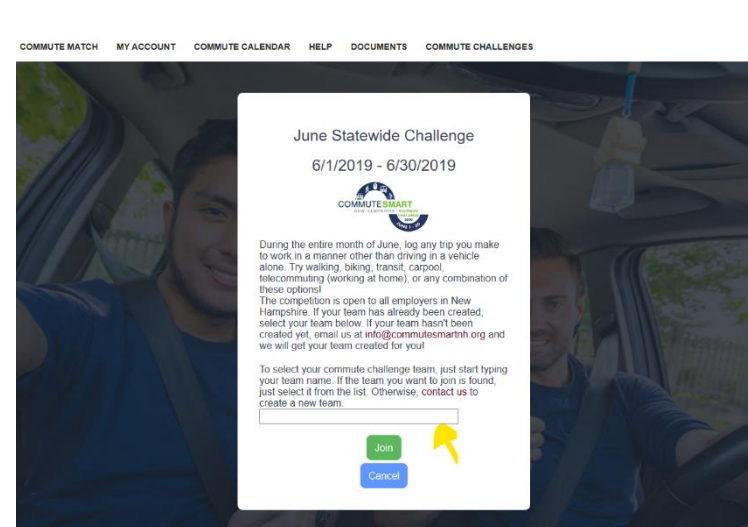 COMMUTE MATCH MY ACCOUNT COMMUTE CALENDAR HELP DOCUMENTS COMMUTE CHALLENGES
June Statewide Challenge
6/1/2019 - 6/30/2019
COMMUTESMART
NEW HAMPSHIRE
JUNE 1 - 30
During the entire month of June, log any trip you make
to work in a manner other than driving in a vehicle
alone. Try walking, biking, transit, carpool,
telecommuting (working at home), or any combination of
these options!
The competition is open to all employers in New
Hampshire. If your team has already been created,
select your team below. If your team hasn't been
created yet, email us at info@commutesmartnh.org and
we will get your team created for you!
To select your commute challenge team, just start typing
your team name. If the team you want to join is found,
just select it from the list. Otherwise, contact us to
create a new team.
Join
Cancel